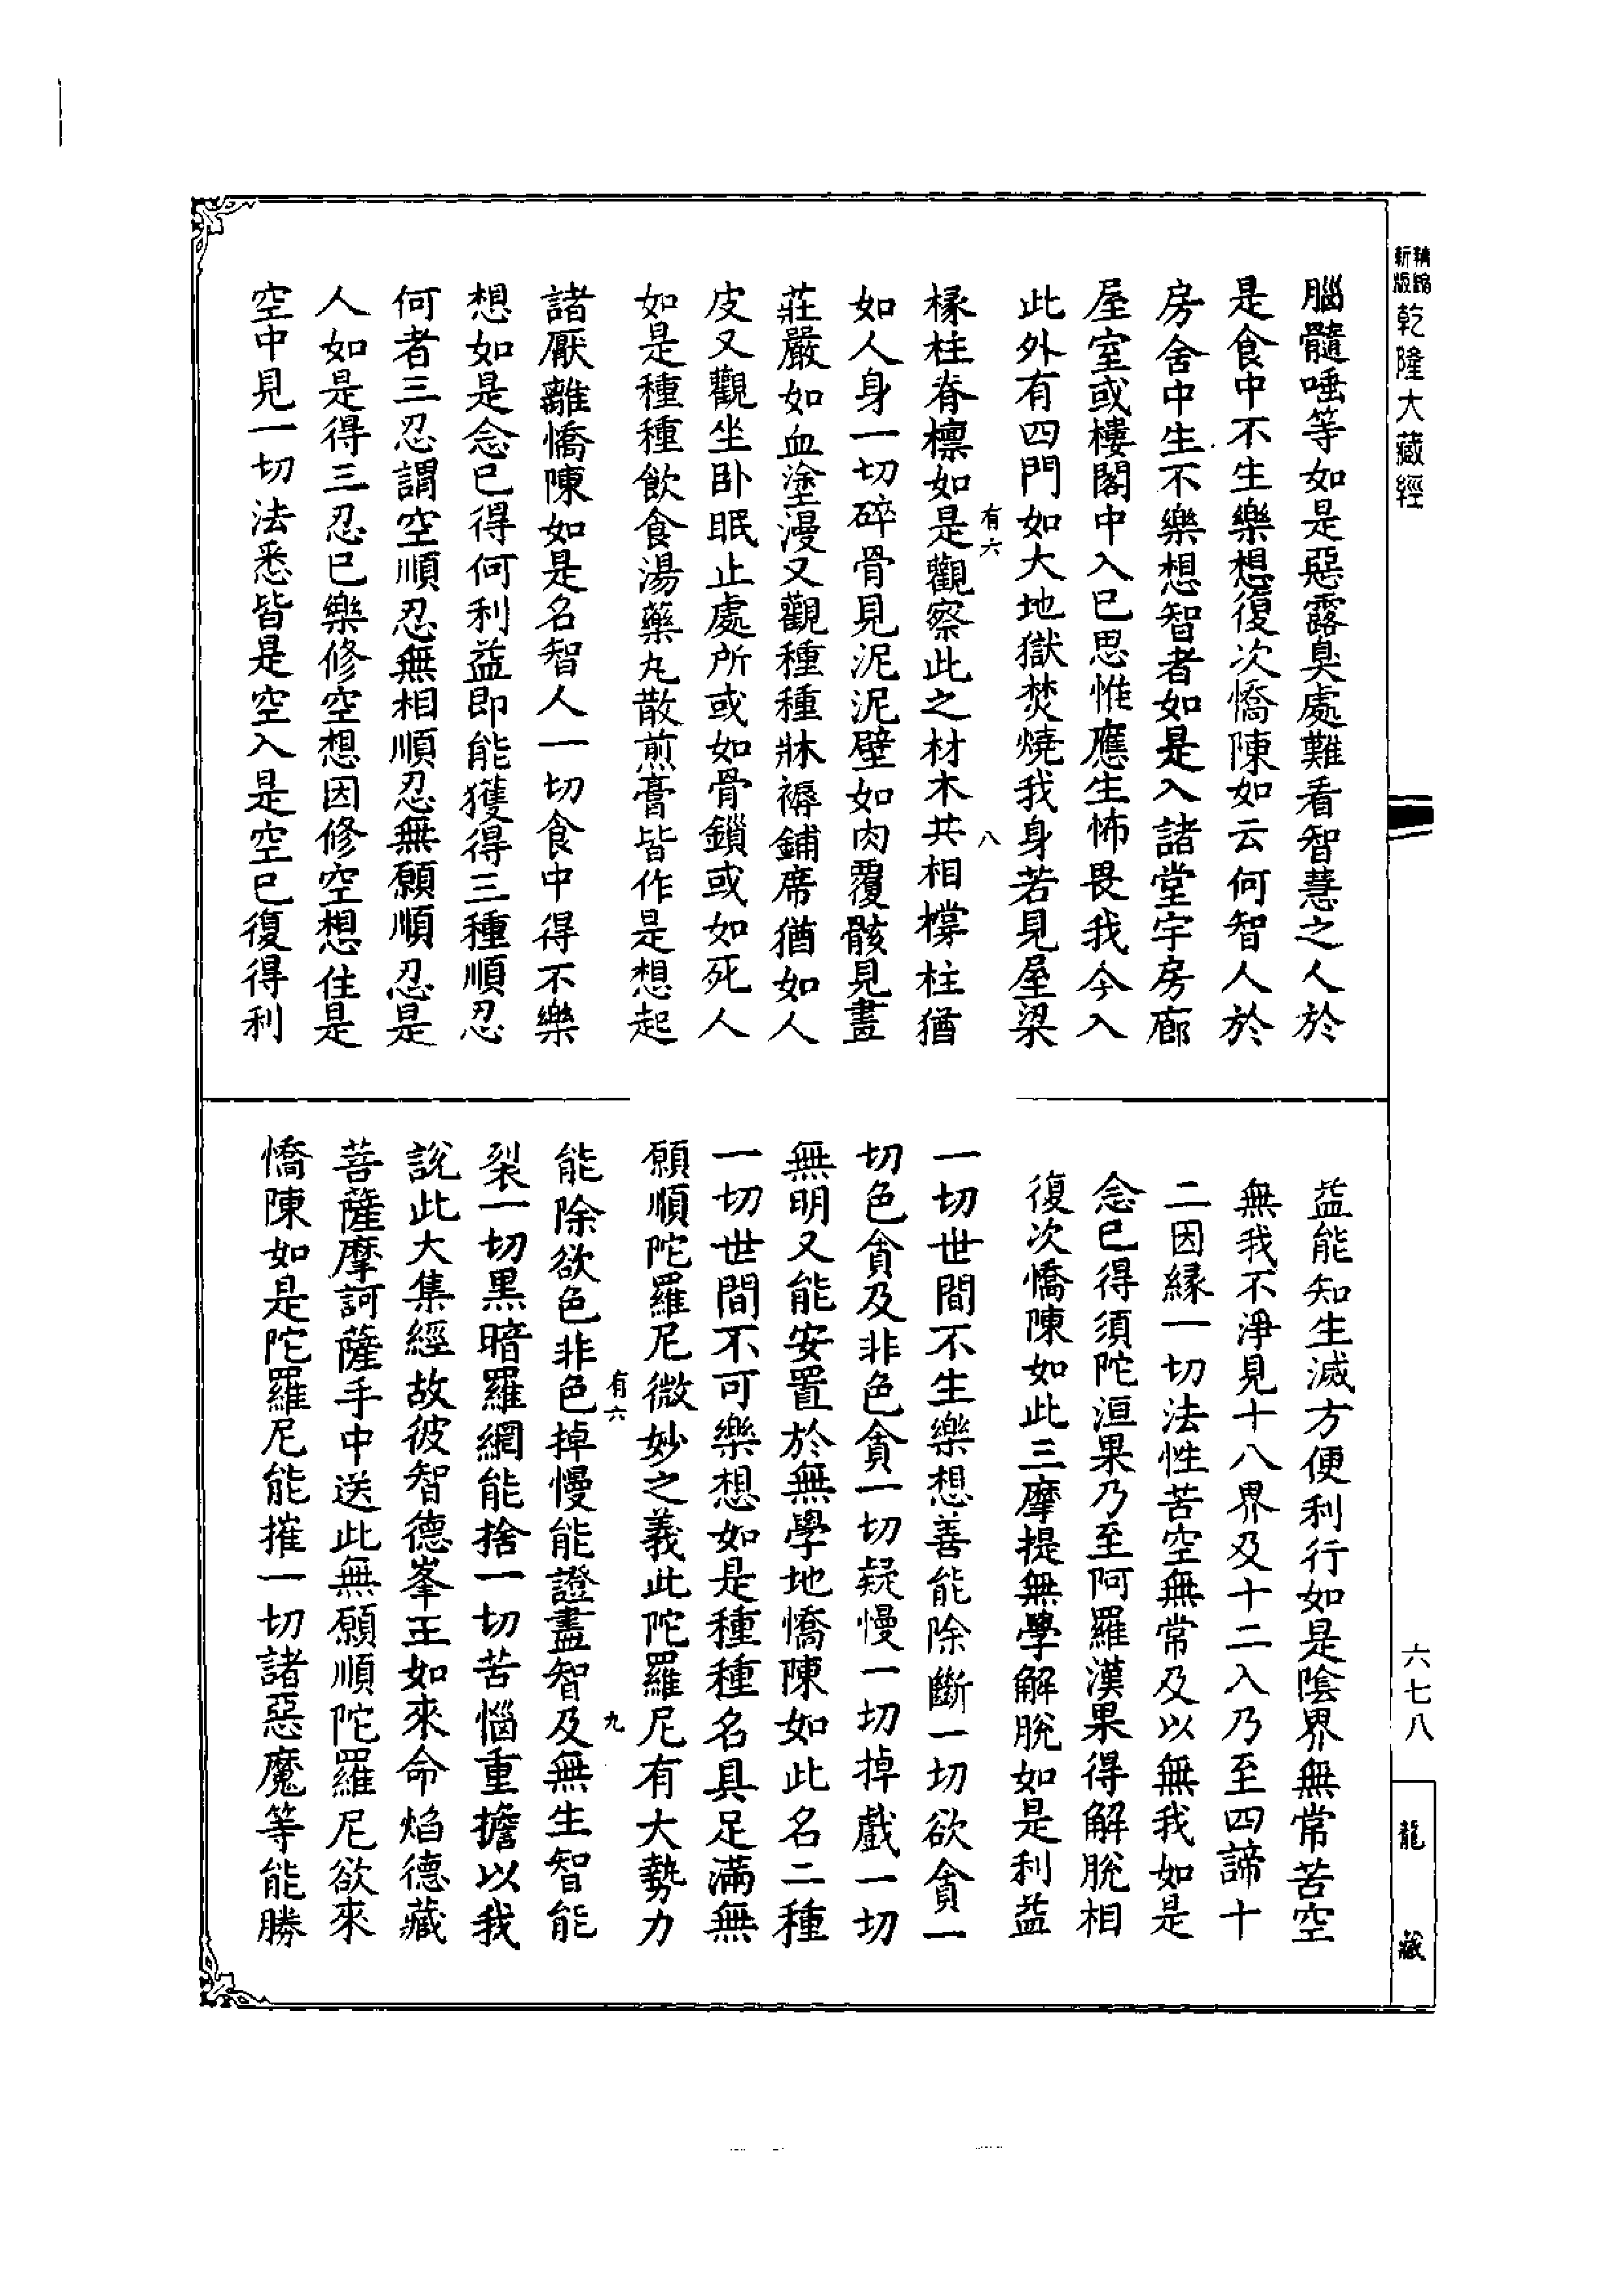 新版
精縮
乾隆大藏經
六七八
龍藏
腦髓唾等如是惡露臭處難看智慧之人於
是食中不生樂想復次憍陳如云何智人於
房舍中生不樂想智者如是入諸堂宇房廊
屋室或樓閣中入已思惟應生怖畏我今入
此外有四門如大地獄焚燒我身若見屋梁
有六
八
椽柱脊檩如是觀察此之材木共相㯫柱猶
如人身一切碎骨見泥泥壁如肉覆骸見畫
莊嚴如血塗漫又觀種種牀褥鋪席猶如人
皮又觀坐卧眠止處所或如骨鎖或如死人
如是種種飲食湯藥丸散煎膏皆作是想起
諸厭離憍陳如是名智人一切食中得不樂
想如是念已得何利益即能獲得三種順忍
何者三忍謂空順忍無相順忍無願順忍是
人如是得三忍已樂修空想因修空想住是
空中見一切法悉皆是空入是空已復得利
益能知生滅方便利行如是陰界無常苦空
無我不淨見十八界及十二入乃至四諦十
二因緣一切法性苦空無常及以無我如是
念已得須陀洹果乃至阿羅漢果得解脫相
復次憍陳如此三摩提無學解脫如是利益
一切世間不生樂想善能除斷一切欲貪一
切色貪及非色貪一切疑慢一切掉戲一切
無明又能安置於無學地憍陳如此名二種
一切世間不可樂想如是種種名具足滿無
願順陀羅尼微妙之義此陀羅尼有大勢力
有六
九
能除欲色非色掉慢能證盡智及無生智能
裂一切黑暗羅網能捨一切苦惱重擔以我
說此大集經故彼智德峯王如來命焰德藏
菩薩摩訶薩手中送此無願順陀羅尼欲來
憍陳如是陀羅尼能摧一切諸惡魔等能勝